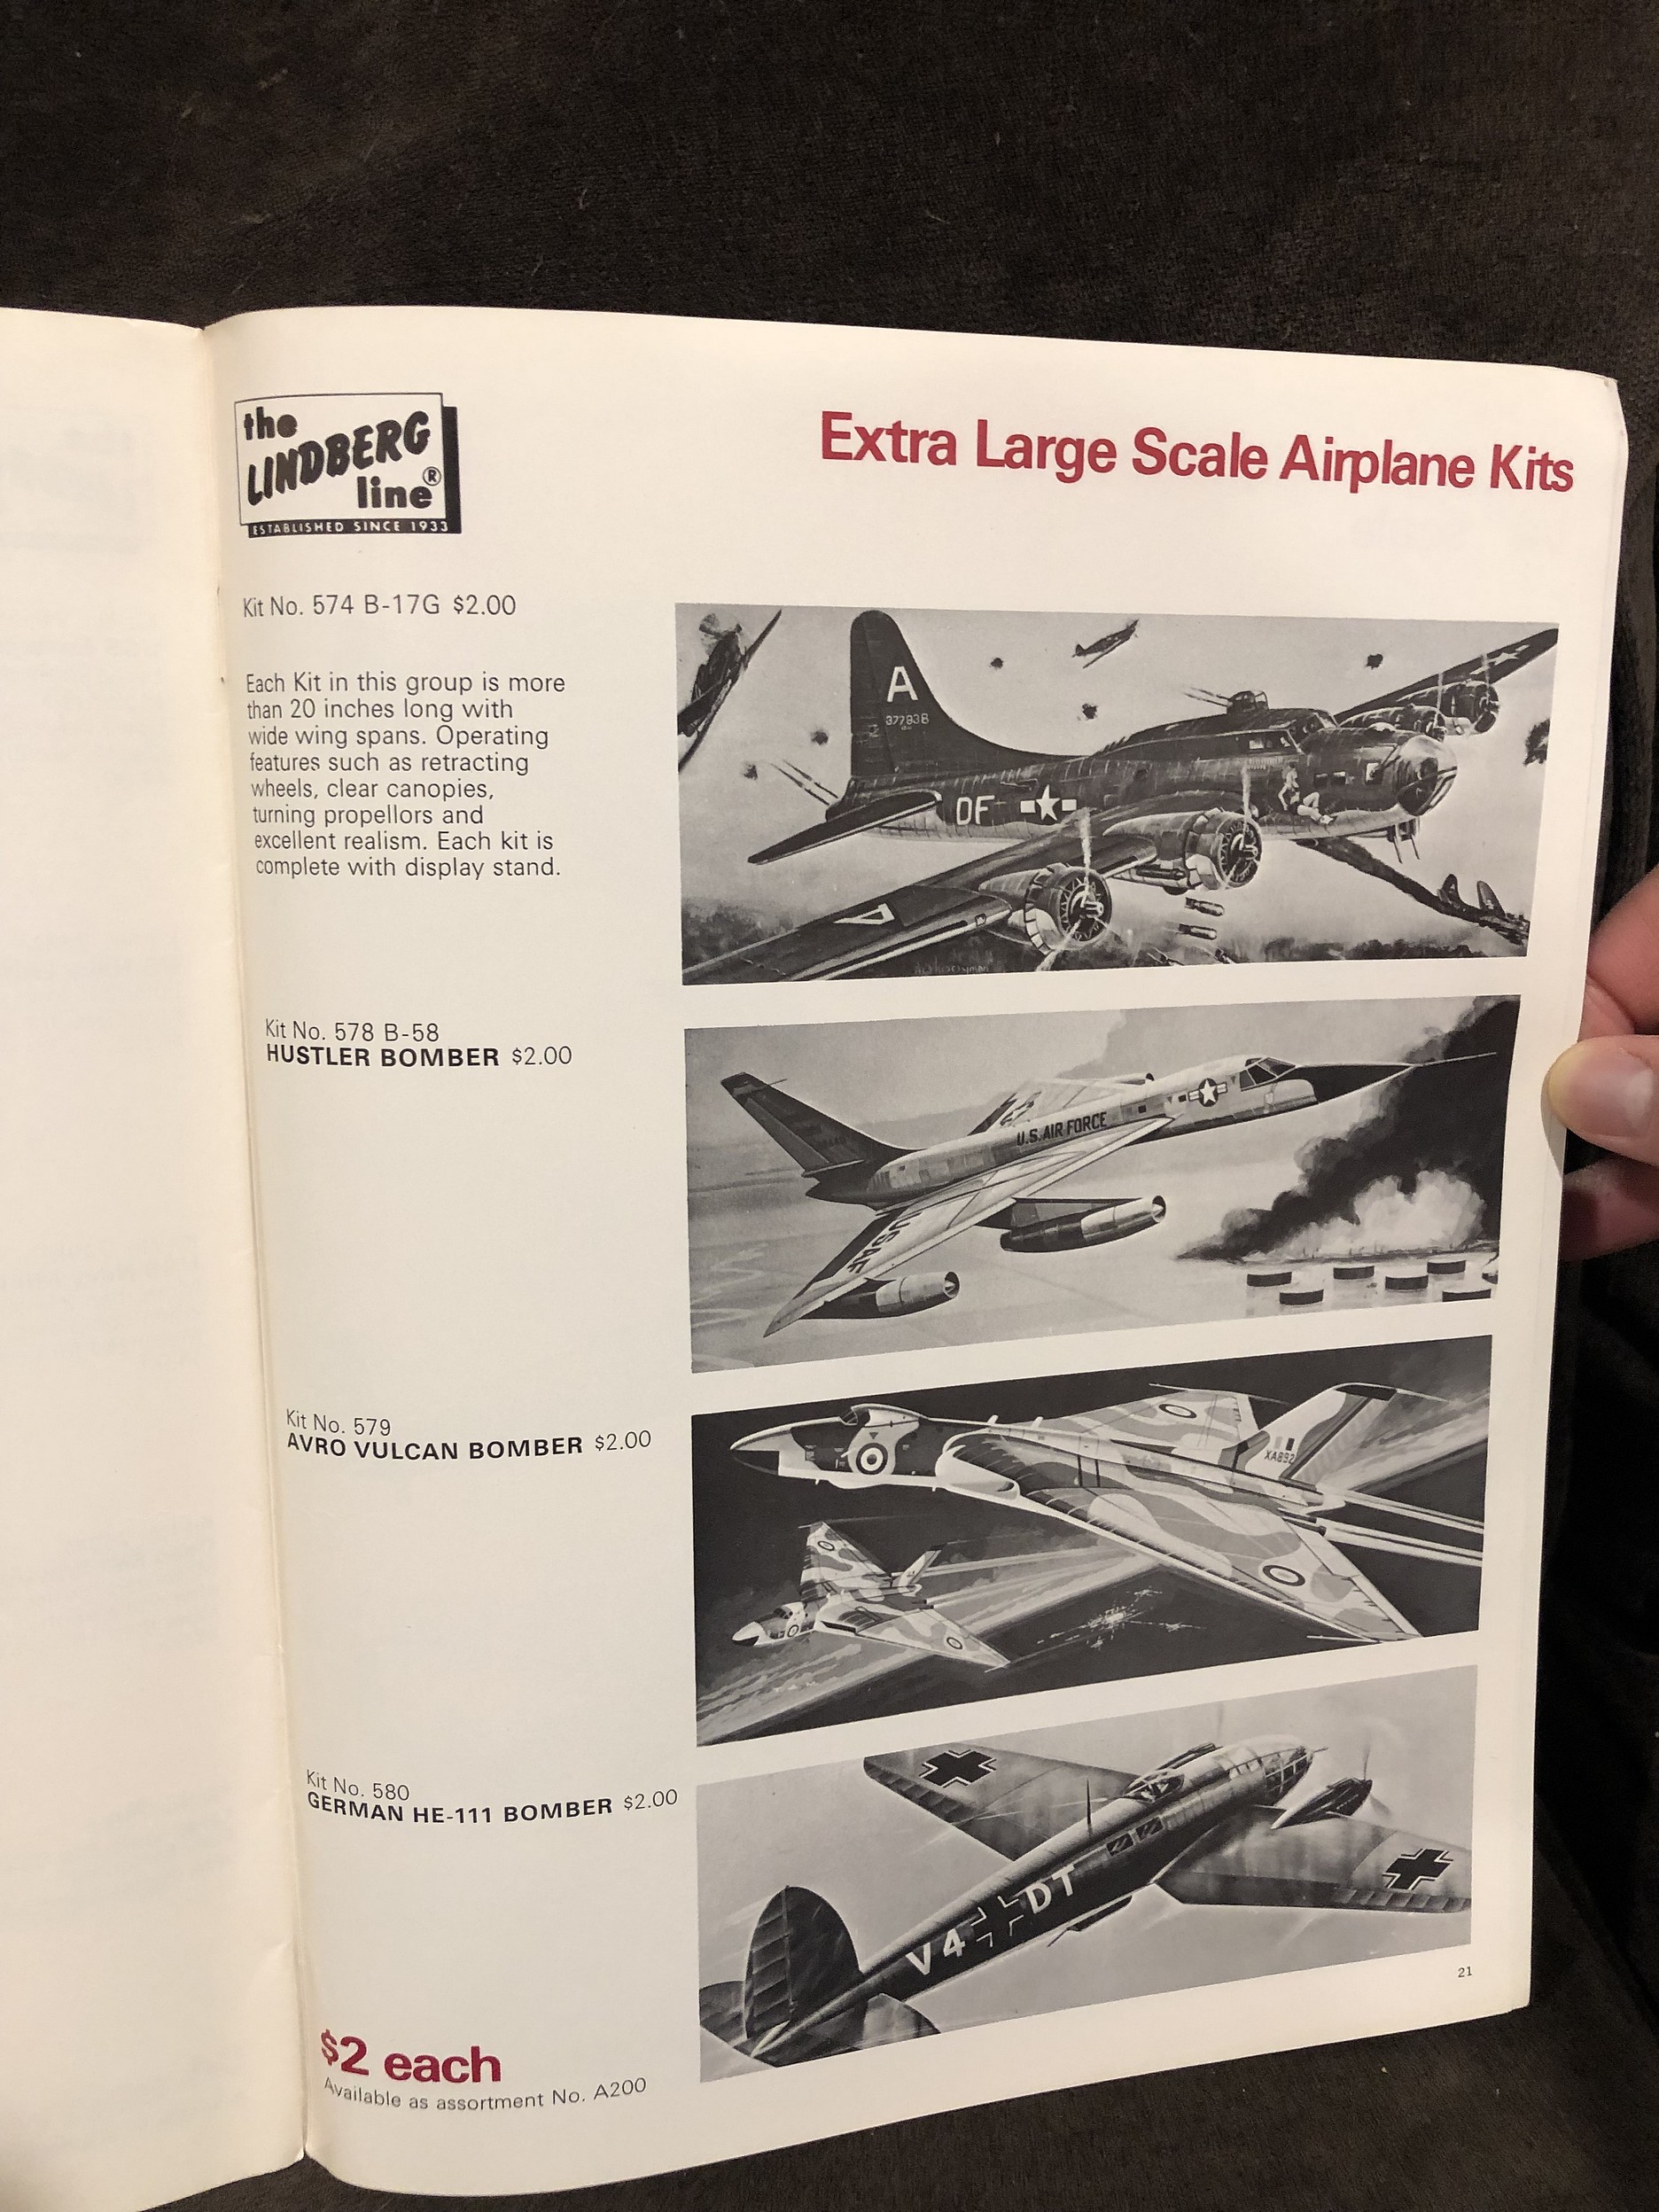 the
LINDBERG
line®
ESTABLISHED SINCE 1933
Extra Large Scale Airplane Kits
Kit No. 574 B-17G $2.00
Each Kit in this group is more
than 20 inches long with
wide wing spans. Operating
features such as retracting
wheels, clear canopies,
turning propellors and
excellent realism. Each kit is
complete with display stand.
A
DF
A
Kit No. 578 B-58
HUSTLER BOMBER $2.00
U.S. AIR FORCE
USAF
Kit No. 579
AVRO VULCAN BOMBER $2.00
XA892
Kit No. 580
GERMAN HE-111 BOMBER $2.00
V4 DT
21
$2 each
Available as assortment No. A200